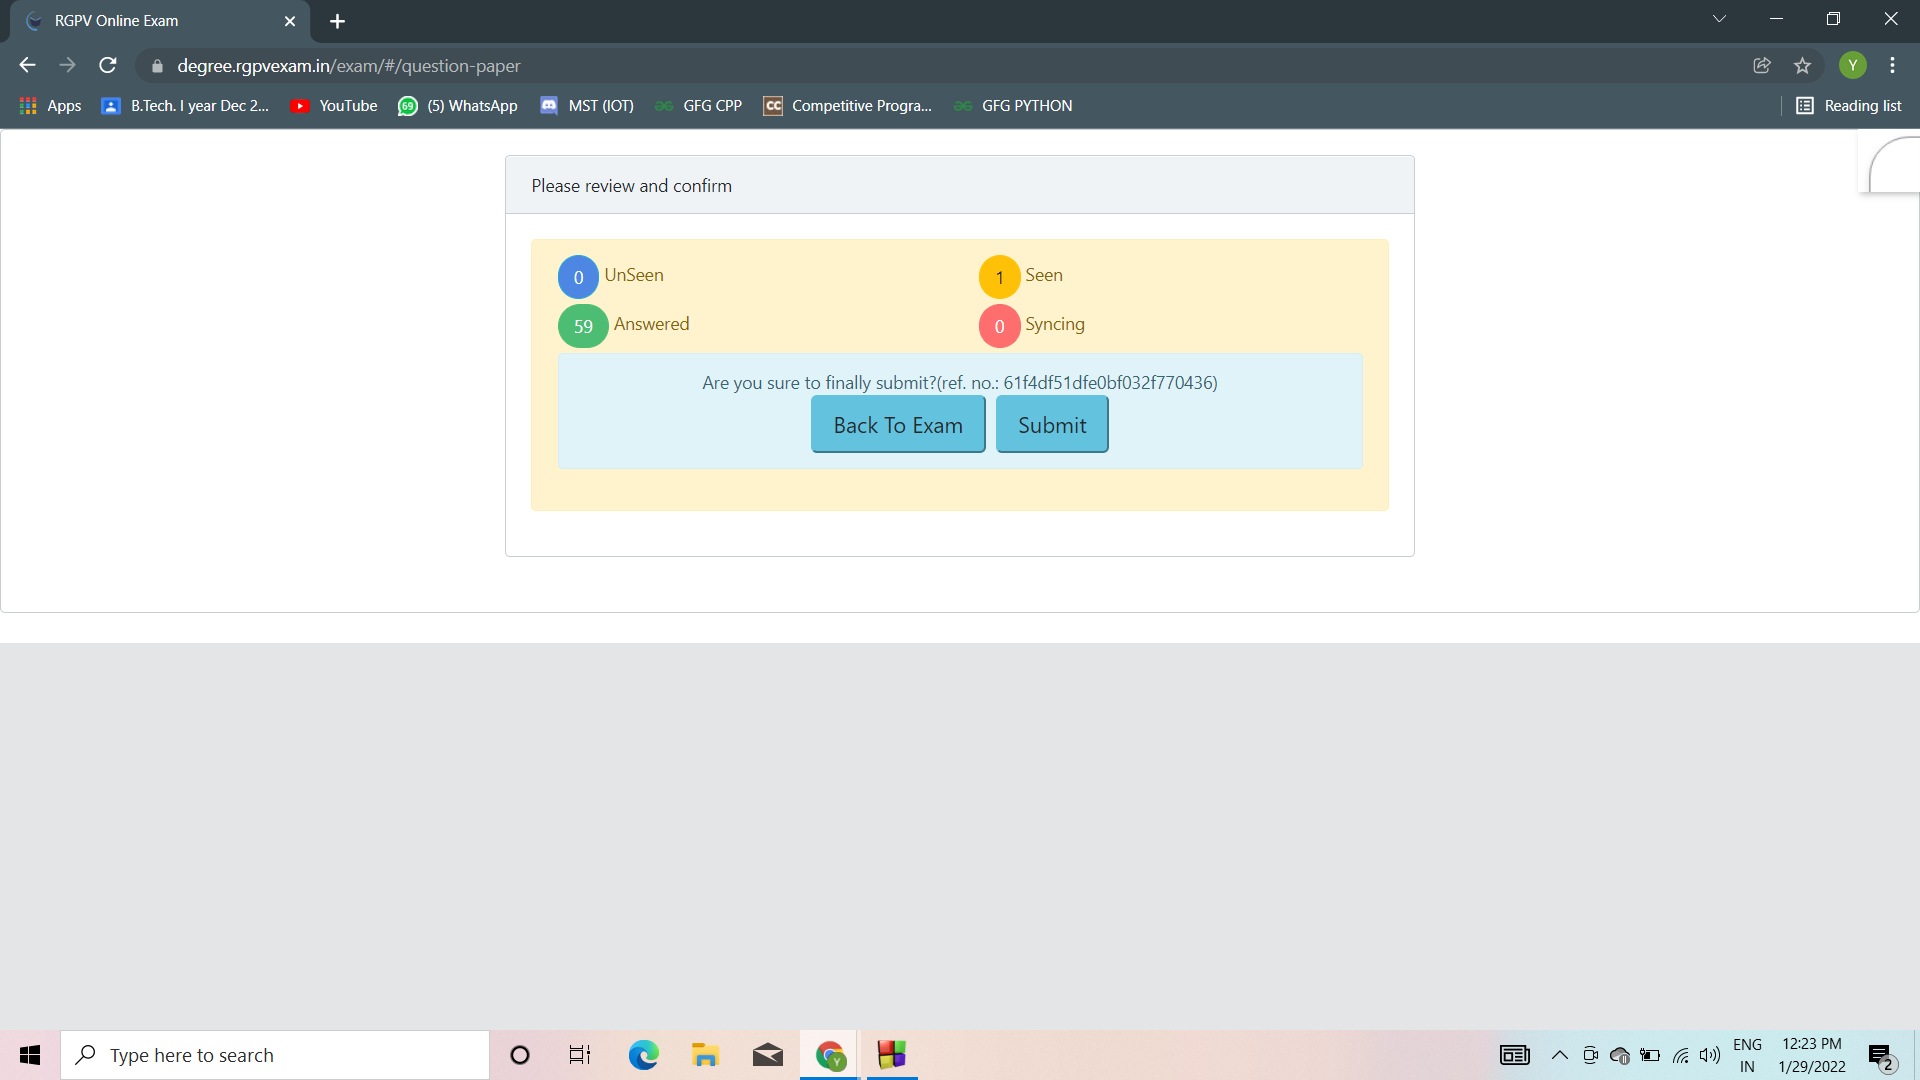 RGPV Online Exam
degree.rgpvexam.in/exam/#/question-paper
Y
Apps
B.Tech. I year Dec 2...
YouTube
69
(5) WhatsApp
MST (IOT)
GFG CPP
CC
Competitive Progra...
GFG PYTHON
Reading list
Please review and confirm
0 UnSeen
1 Seen
59 Answered
0 Syncing
Are you sure to finally submit?(ref. no.: 61f4df51dfe0bf032f770436)
Back To Exam
Submit
Type here to search
Y
ENG
IN
12:23 PM
1/29/2022
2